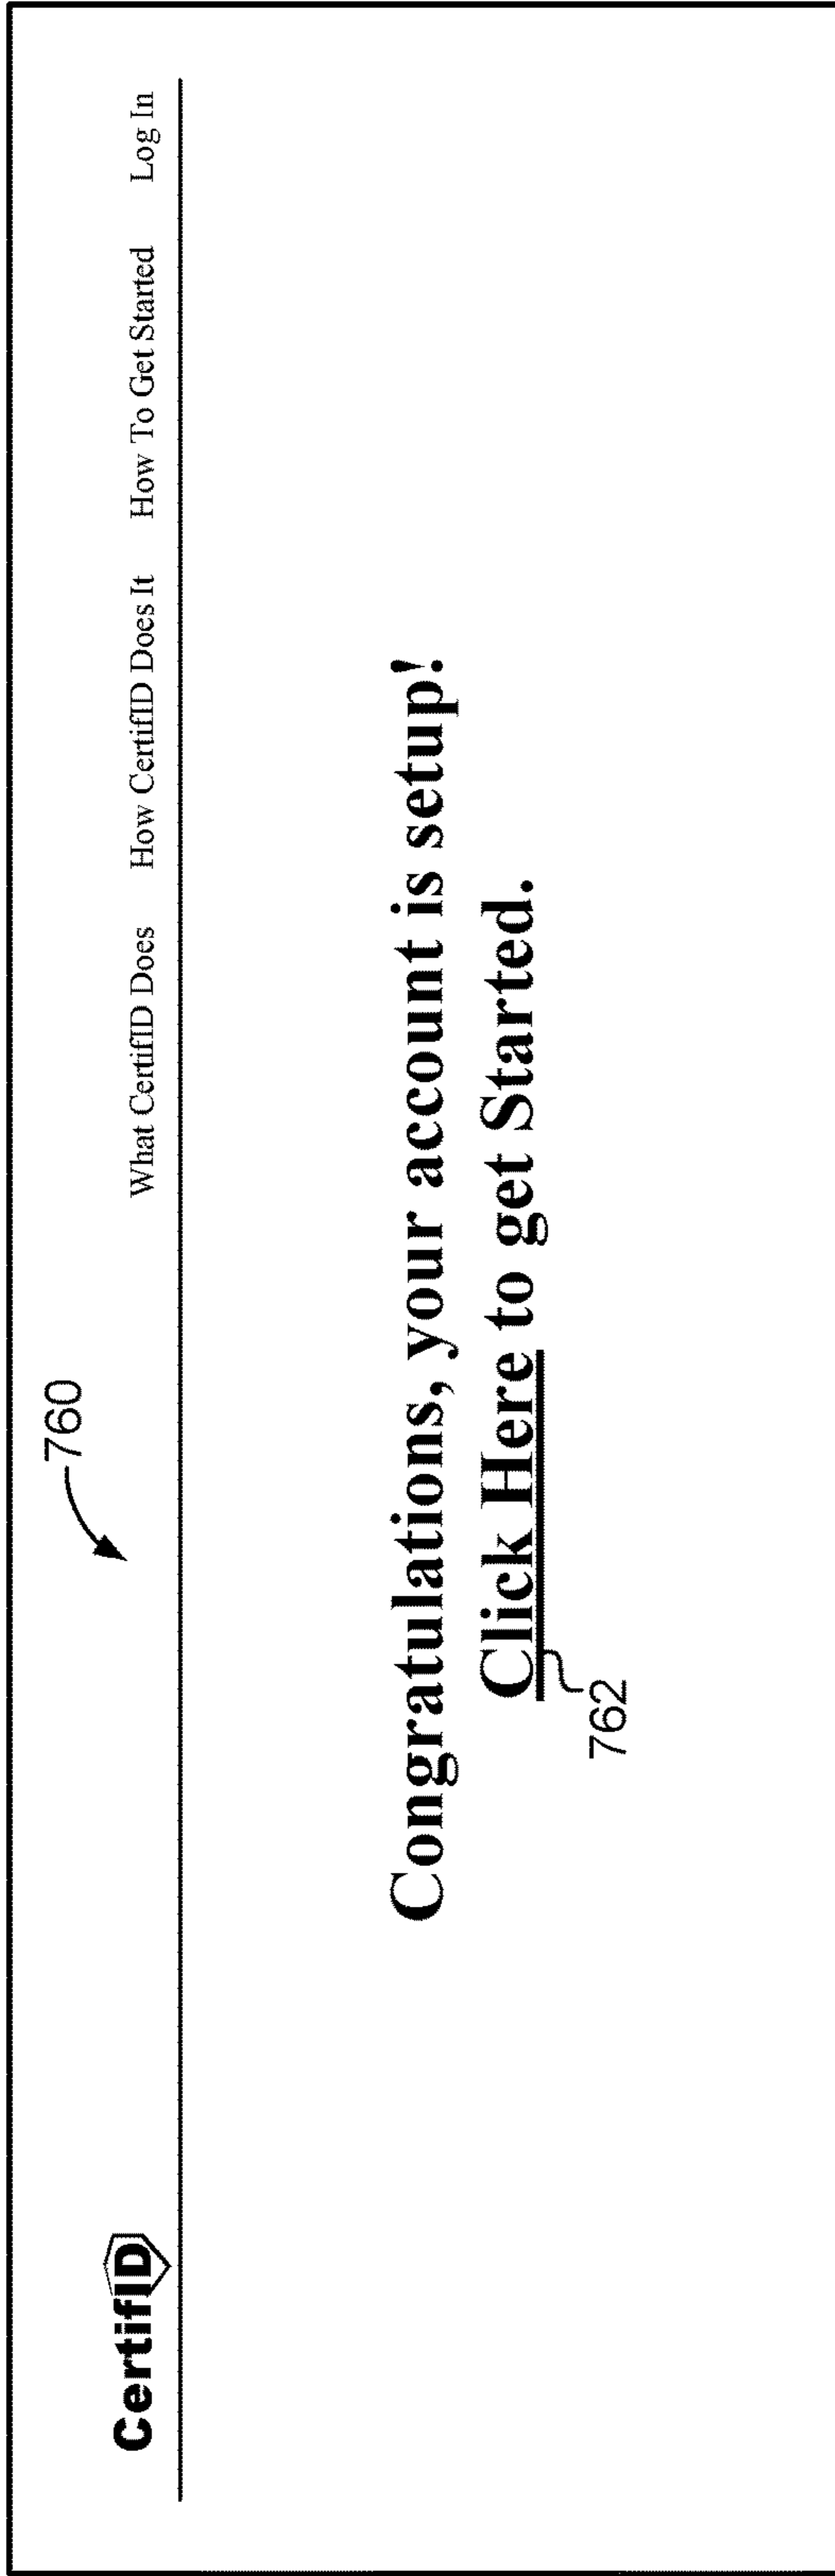 760
CertifID What CertifID Does How CertifID Does It How To Get Started Log In
Congratulations, your account is setup!
Click Here to get Started.
762